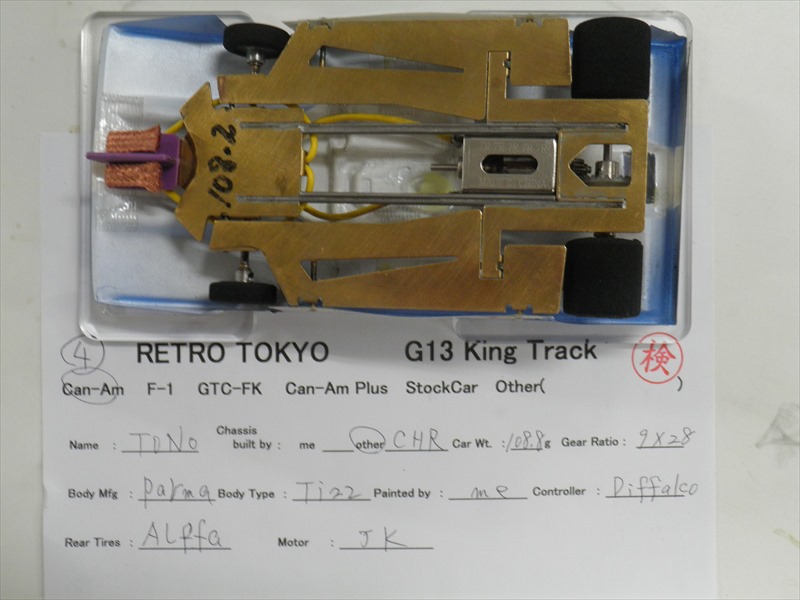 108.2
④ RETRO TOKYO G13 King Track 検
Can-Am F-1 GTC-FK Can-Am Plus StockCar Other( )
Name : TONO Chassis built by : me other CHR Car Wt. :108.8g Gear Ratio : 9X28
Body Mfg : parma Body Type : Tizz Painted by : me Controller : Diffalco
Rear Tires : ALffa Motor : JK